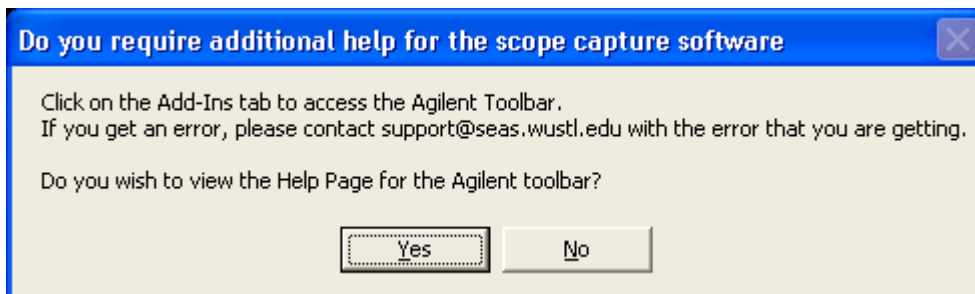 Do you require additional help for the scope capture software
Click on the Add-Ins tab to access the Agilent Toolbar.
If you get an error, please contact support@seas.wustl.edu with the error that you are getting.
Do you wish to view the Help Page for the Agilent toolbar?
Yes No